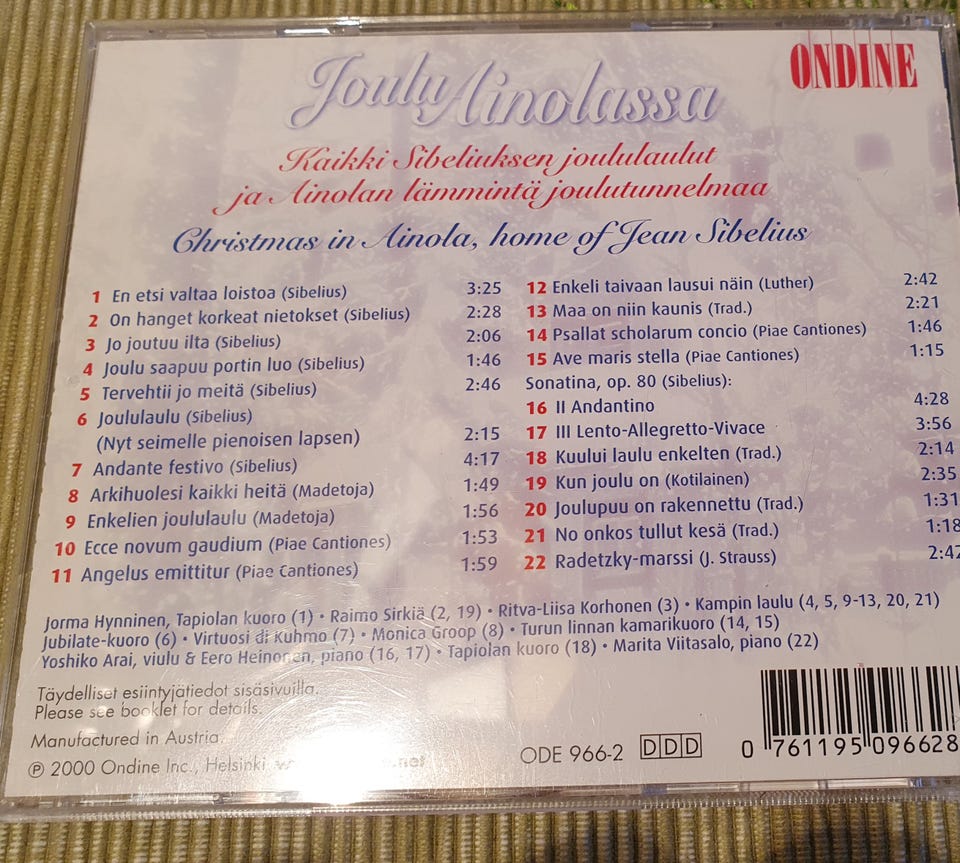 Joulu Ainolassa
ONDINE
Kaikki Sibeliuksen joululaulut
ja Ainolan lämmintä joulutunnelmaa
Christmas in Ainola, home of Jean Sibelius
1 En etsi valtaa loistoa (Sibelius) 3:25
2 On hanget korkeat nietokset (Sibelius) 2:28
3 Jo joutuu ilta (Sibelius) 2:06
4 Joulu saapuu portin luo (Sibelius) 1:46
5 Tervehtii jo meitä (Sibelius) 2:46
6 Joululaulu (Sibelius)
(Nyt seimelle pienoisen lapsen) 2:15
7 Andante festivo (Sibelius) 4:17
8 Arkihuolesi kaikki heitä (Madetoja) 1:49
9 Enkelien joululaulu (Madetoja) 1:56
10 Ecce novum gaudium (Piae Cantiones) 1:53
11 Angelus emittitur (Piae Cantiones) 1:59
12 Enkeli taivaan lausui näin (Luther) 2:42
13 Maa on niin kaunis (Trad.) 2:21
14 Psallat scholarum concio (Piae Cantiones) 1:46
15 Ave maris stella (Piae Cantiones) 1:15
Sonatina, op. 80 (Sibelius):
16 II Andantino 4:28
17 III Lento-Allegretto-Vivace 3:56
18 Kuului laulu enkelten (Trad.) 2:14
19 Kun joulu on (Kotilainen) 2:35
20 Joulupuu on rakennettu (Trad.) 1:31
21 No onkos tullut kesä (Trad.) 1:18
22 Radetzky-marssi (J. Strauss) 2:42
Jorma Hynninen, Tapiolan kuoro (1) • Raimo Sirkiä (2, 19) • Ritva-Liisa Korhonen (3) • Kampin laulu (4, 5, 9-13, 20, 21)
Jubilate-kuoro (6) • Virtuosi di Kuhmo (7) • Monica Groop (8) • Turun linnan kamarikuoro (14, 15)
Yoshiko Arai, viulu & Eero Heinonen, piano (16, 17) • Tapiolan kuoro (18) • Marita Viitasalo, piano (22)
Täydelliset esiintyjätiedot sisäsivuilla.
Please see booklet for details.
Manufactured in Austria.
℗ 2000 Ondine Inc., Helsinki
ODE 966-2 DDD
0 761195 096628